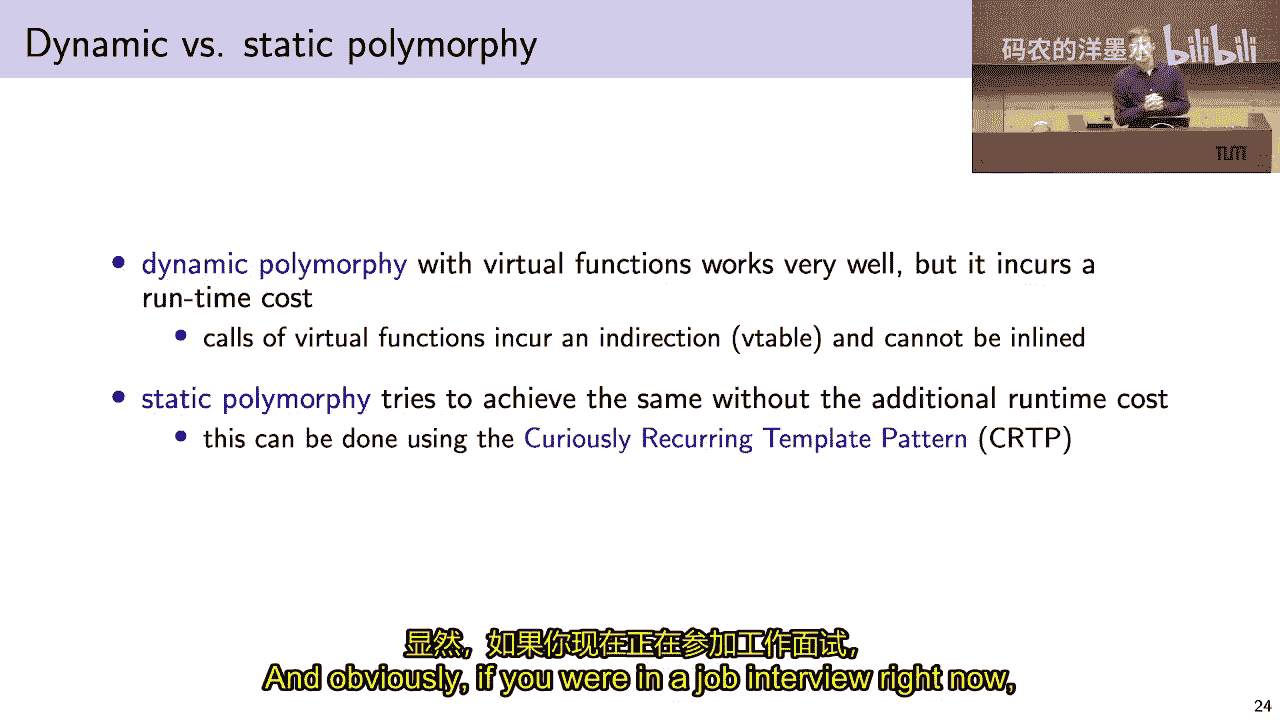 Dynamic vs. static polymorphy
码农的洋墨水 bilibili
TUM
• dynamic polymorphy with virtual functions works very well, but it incurs a
run-time cost
• calls of virtual functions incur an indirection (vtable) and cannot be inlined
• static polymorphy tries to achieve the same without the additional runtime cost
• this can be done using the Curiously Recurring Template Pattern (CRTP)
显然，如果你现在正在参加工作面试，
And obviously, if you were in a job interview right now,
24